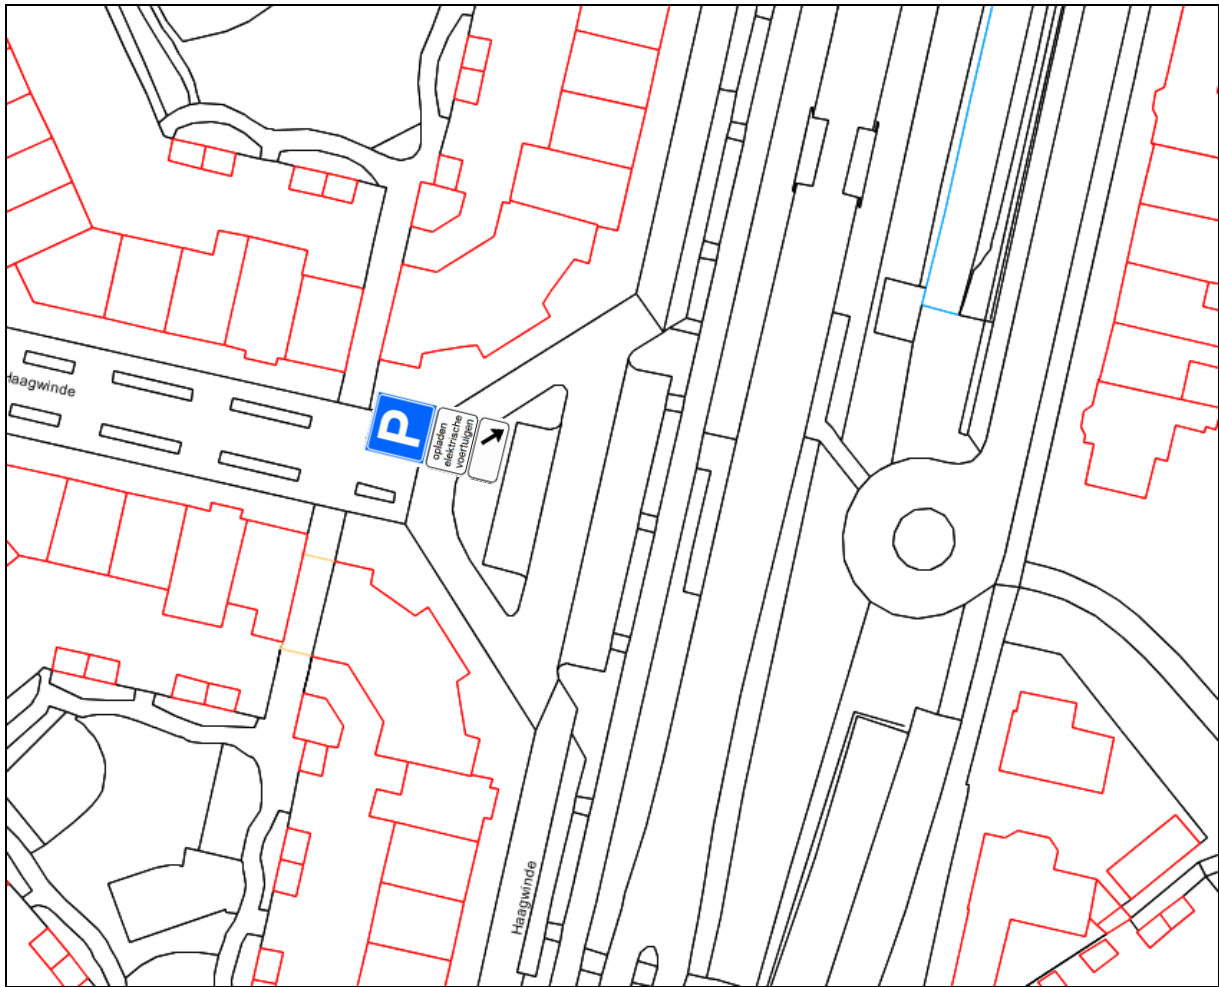 Haagwinde
P
opladen
elektrische
voertuigen
Haagwinde